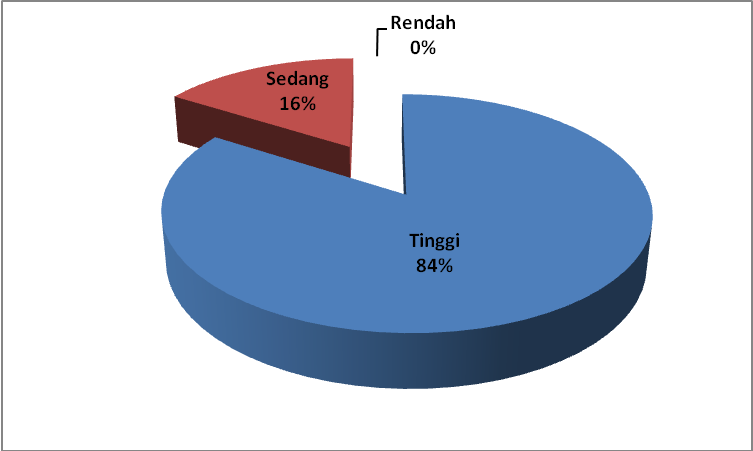 Rendah
0%
Sedang
16%
Tinggi
84%